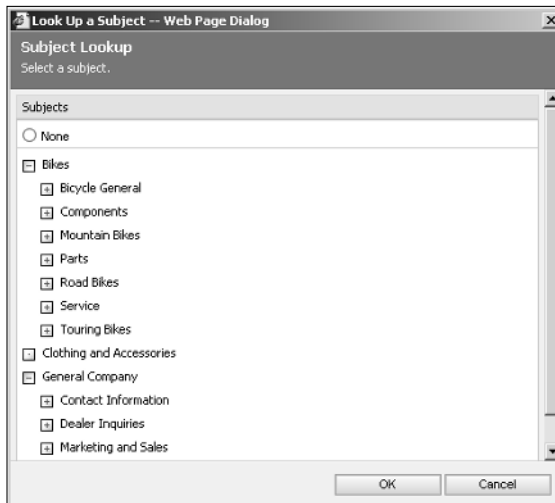 Look Up a Subject -- Web Page Dialog
Subject Lookup
Select a subject.
Subjects
None
Bikes
Bicycle General
Components
Mountain Bikes
Parts
Road Bikes
Service
Touring Bikes
Clothing and Accessories
General Company
Contact Information
Dealer Inquiries
Marketing and Sales
OK Cancel